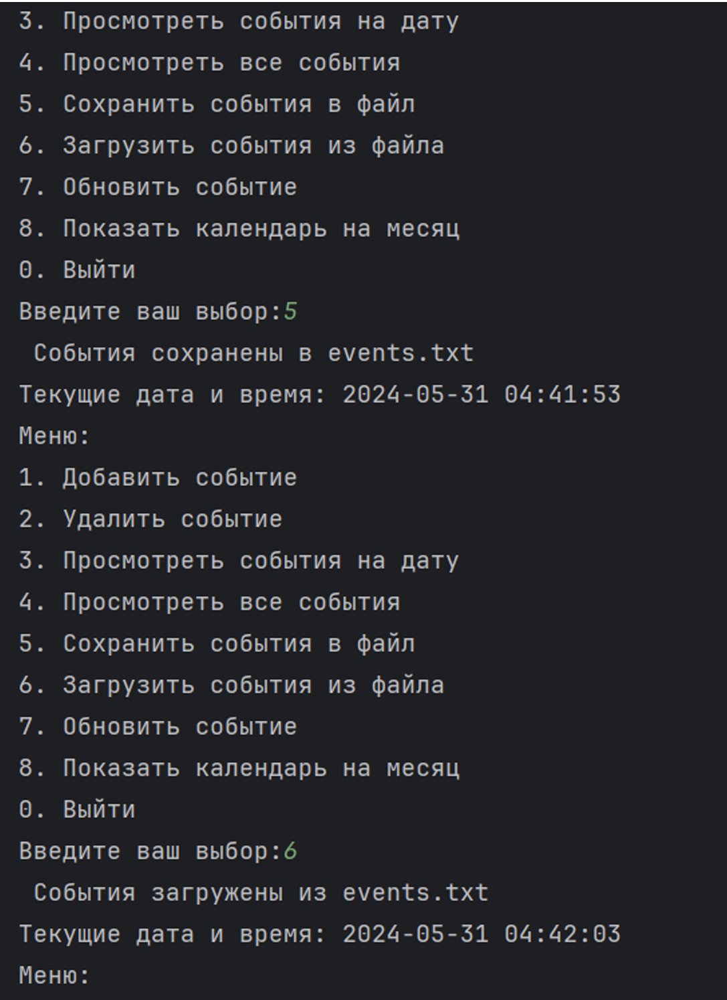 3. Просмотреть события на дату
4. Просмотреть все события
5. Сохранить события в файл
6. Загрузить события из файла
7. Обновить событие
8. Показать календарь на месяц
0. Выйти
Введите ваш выбор:5
События сохранены в events.txt
Текущие дата и время: 2024-05-31 04:41:53
Меню:
1. Добавить событие
2. Удалить событие
3. Просмотреть события на дату
4. Просмотреть все события
5. Сохранить события в файл
6. Загрузить события из файла
7. Обновить событие
8. Показать календарь на месяц
0. Выйти
Введите ваш выбор:6
События загружены из events.txt
Текущие дата и время: 2024-05-31 04:42:03
Меню: